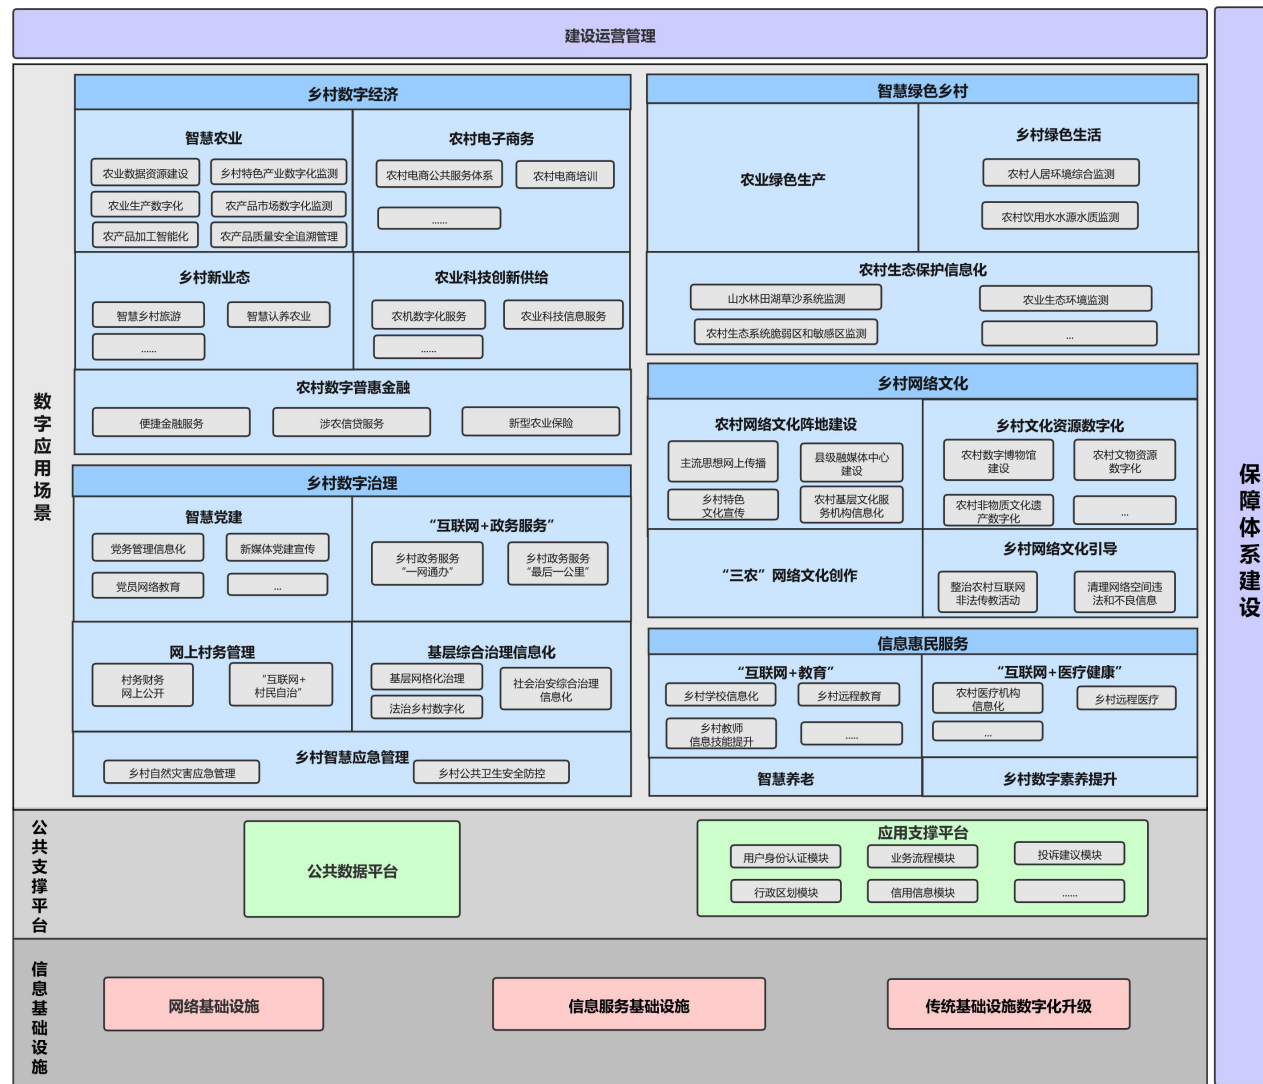 建设运营管理
保障体系建设
数字应用场景
乡村数字经济
智慧农业
农业数据资源建设
乡村特色产业数字化监测
农业生产数字化
农产品市场数字化监测
农产品加工智能化
农产品质量安全追溯管理
农村电子商务
农村电商公共服务体系
农村电商培训
......
乡村新业态
智慧乡村旅游
智慧认养农业
......
农业科技创新供给
农机数字化服务
农业科技信息服务
......
农村数字普惠金融
便捷金融服务
涉农信贷服务
新型农业保险
乡村数字治理
智慧党建
党务管理信息化
新媒体党建宣传
党员网络教育
...
“互联网+政务服务”
乡村政务服务
“一网通办”
乡村政务服务
“最后一公里”
网上村务管理
村务财务
网上公开
“互联网+
村民自治”
基层综合治理信息化
基层网格化治理
法治乡村数字化
社会治安综合治理
信息化
乡村智慧应急管理
乡村自然灾害应急管理
乡村公共卫生安全防控
智慧绿色乡村
农业绿色生产
乡村绿色生活
农村人居环境综合监测
农村饮用水水源水质监测
农村生态保护信息化
山水林田湖草沙系统监测
农业生态环境监测
农村生态系统脆弱区和敏感区监测
...
乡村网络文化
农村网络文化阵地建设
主流思想网上传播
县级融媒体中心
建设
乡村特色
文化宣传
农村基层文化服
务机构信息化
乡村文化资源数字化
农村数字博物馆
建设
农村文物资源
数字化
农村非物质文化遗
产数字化
...
“三农”网络文化创作
乡村网络文化引导
整治农村互联网
非法传教活动
清理网络空间违
法和不良信息
信息惠民服务
“互联网+教育”
乡村学校信息化
乡村远程教育
乡村教师
信息技能提升
.....
“互联网+医疗健康”
农村医疗机构
信息化
乡村远程医疗
...
智慧养老
乡村数字素养提升
公共支撑平台
公共数据平台
应用支撑平台
用户身份认证模块
业务流程模块
投诉建议模块
行政区划模块
信用信息模块
......
信息基础设施
网络基础设施
信息服务基础设施
传统基础设施数字化升级